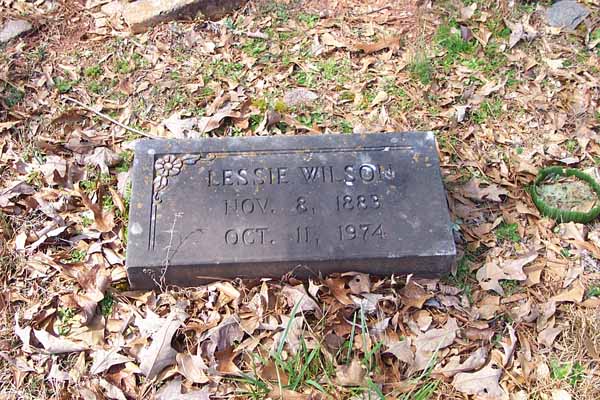 LESSIE WILSON
NOV. 8, 1883
OCT. 11, 1974